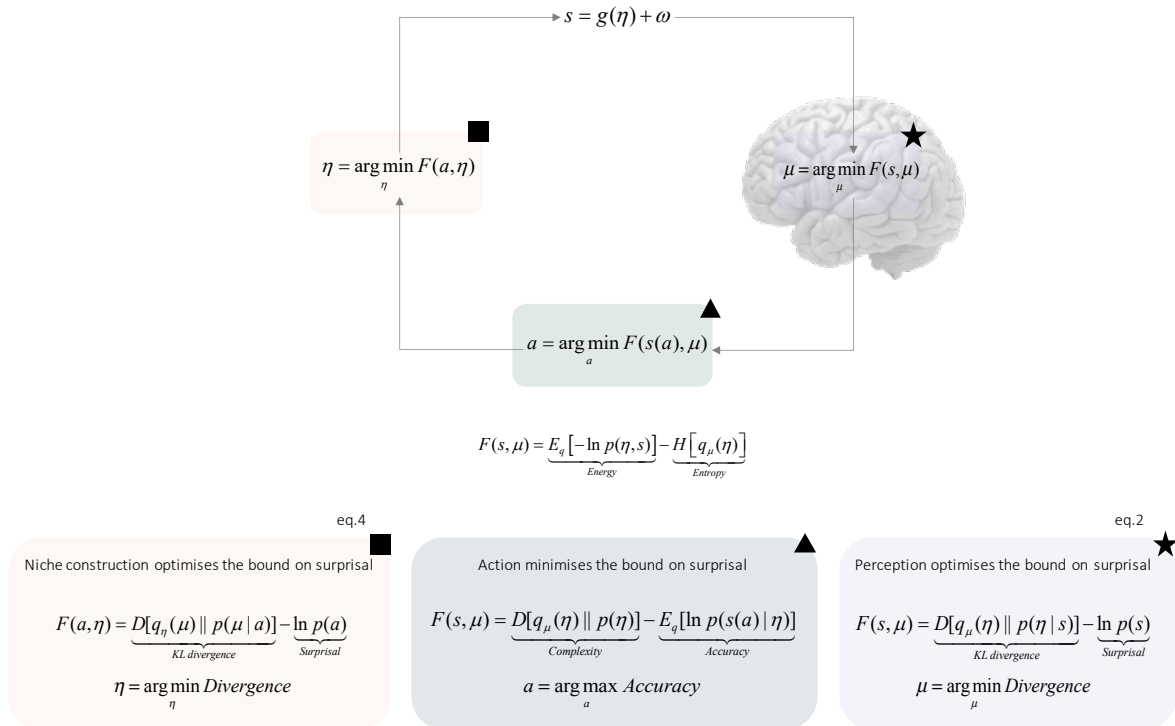 s = g(η) + ω
η = arg min F(a, η)
η
μ = arg min F(s, μ)
μ
a = arg min F(s(a), μ)
a
F(s, μ) = E_q [−ln p(η, s)] − H[q_μ(η)]
Energy Entropy
eq.4
Niche construction optimises the bound on surprisal
F(a, η) = D[q_η(μ) || p(μ | a)] − ln p(a)
KL divergence Surprisal
η = arg min Divergence
η
Action minimises the bound on surprisal
F(s, μ) = D[q_μ(η) || p(η)] − E_q[ln p(s(a) | η)]
Complexity Accuracy
a = arg max Accuracy
a
eq.2
Perception optimises the bound on surprisal
F(s, μ) = D[q_μ(η) || p(η | s)] − ln p(s)
KL divergence Surprisal
μ = arg min Divergence
μ